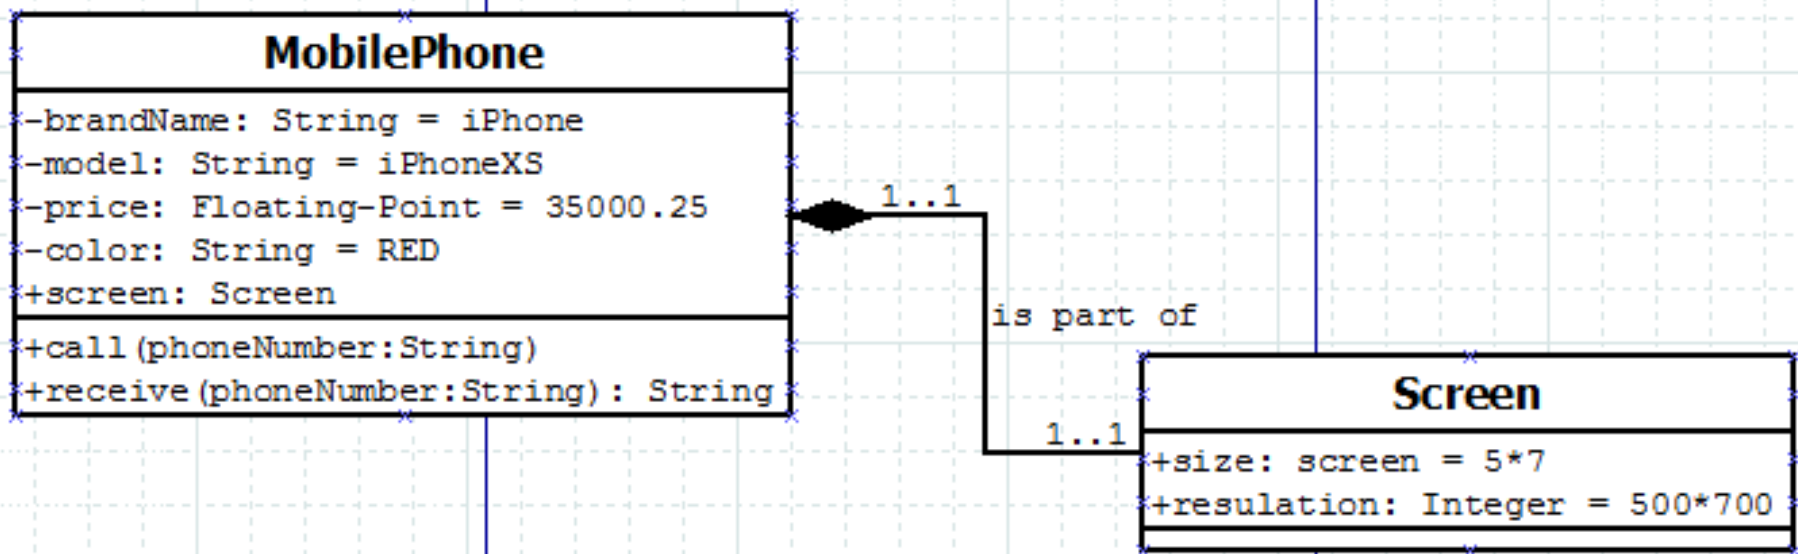 MobilePhone
-brandName: String = iPhone
-model: String = iPhoneXS
-price: Floating-Point = 35000.25
-color: String = RED
+screen: Screen
+call(phoneNumber:String)
+receive(phoneNumber:String): String
1..1
is part of
1..1
Screen
+size: screen = 5*7
+resulation: Integer = 500*700